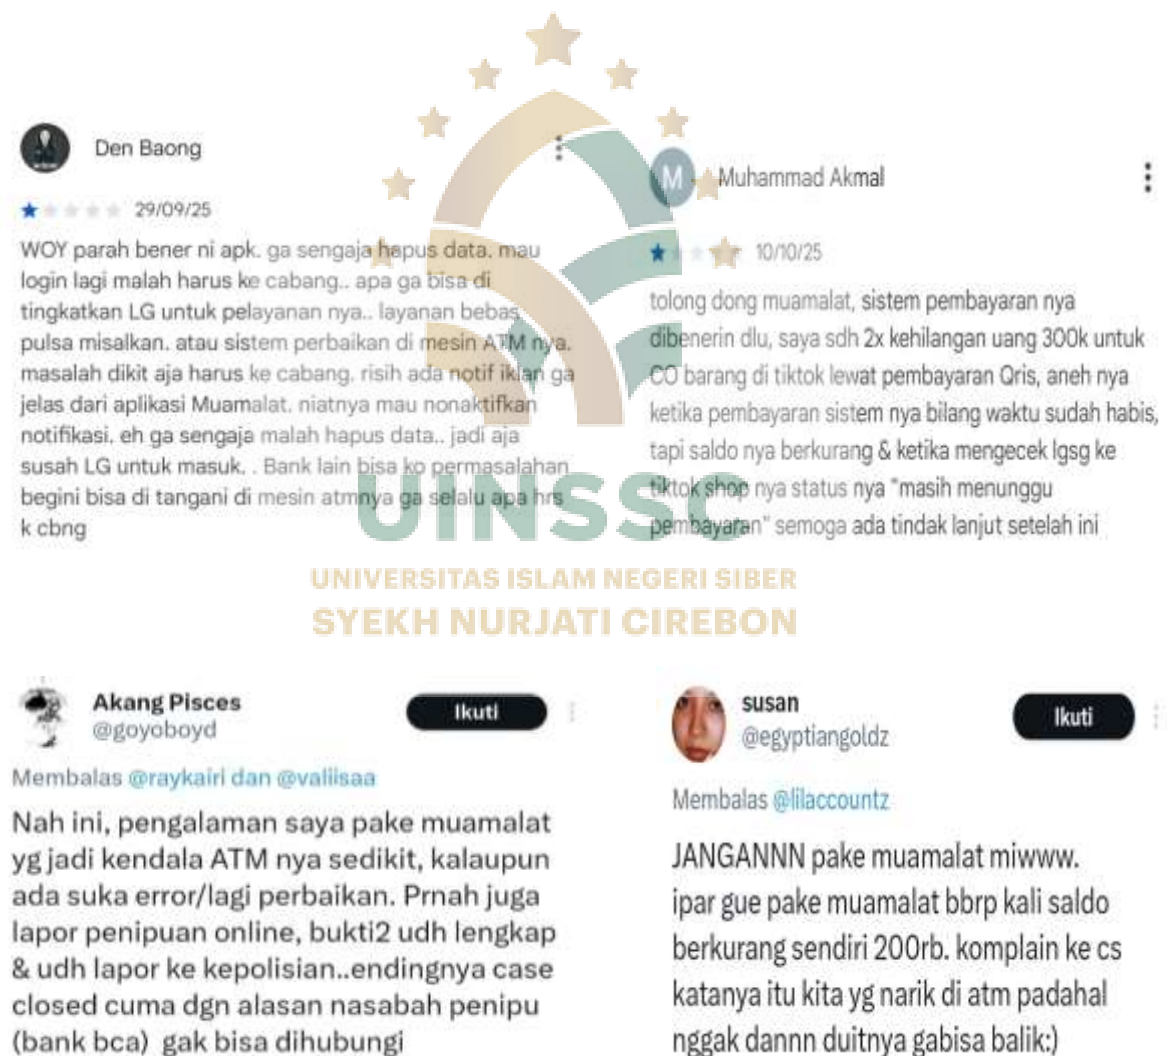 Den Baong
29/09/25
WOY parah bener ni apk. ga sengaja hapus data. mau
login lagi malah harus ke cabang.. apa ga bisa di
tingkatkan LG untuk pelayanan nya.. layanan bebas
pulsa misalkan. atau sistem perbaikan di mesin ATM nya.
masalah dikit aja harus ke cabang. risih ada notif iklan ga
jelas dari aplikasi Muamalat. niatnya mau nonaktifkan
notifikasi. eh ga sengaja malah hapus data.. jadi aja
susah LG untuk masuk. . Bank lain bisa ko permasalahan
begini bisa di tangani di mesin atmnya ga selalu apa hrs
k cbng
M
Muhammad Akmal
10/10/25
tolong dong muamalat, sistem pembayaran nya
dibenerin dlu, saya sdh 2x kehilangan uang 300k untuk
CO barang di tiktok lewat pembayaran Qris, aneh nya
ketika pembayaran sistem nya bilang waktu sudah habis,
tapi saldo nya berkurang & ketika mengecek lgsg ke
tiktok shop nya status nya "masih menunggu
pembayaran" semoga ada tindak lanjut setelah ini
UINSSC
UNIVERSITAS ISLAM NEGERI SIBER
SYEKH NURJATI CIREBON
Akang Pisces
@goyoboyd
Ikuti
Membalas @raykairi dan @valiisaa
Nah ini, pengalaman saya pake muamalat
yg jadi kendala ATM nya sedikit, kalaupun
ada suka error/lagi perbaikan. Prnah juga
lapor penipuan online, bukti2 udh lengkap
& udh lapor ke kepolisian..endingnya case
closed cuma dgn alasan nasabah penipu
(bank bca) gak bisa dihubungi
susan
@egyptiangoldz
Ikuti
Membalas @lilaccountz
JANGANNN pake muamalat miwww.
ipar gue pake muamalat bbrp kali saldo
berkurang sendiri 200rb. komplain ke cs
katanya itu kita yg narik di atm padahal
nggak dannn duitnya gabisa balik:)